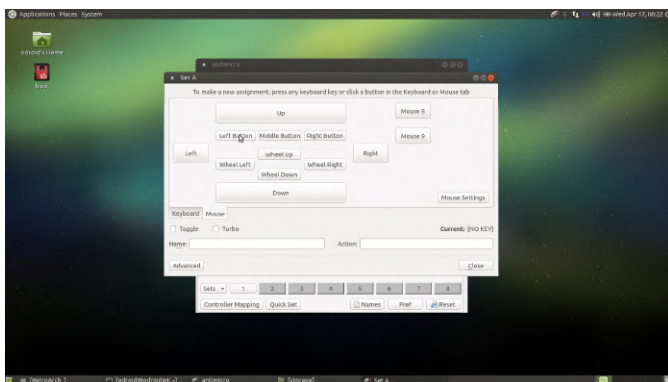 Applications Places System
Wed Apr 17, 06:22
odroid's Home
antimicro
Set A
To make a new assignment, press any keyboard key or click a button in the Keyboard or Mouse tab
Up
Mouse 8
Left Button Middle Button Right Button
Mouse 9
Left
Wheel Up
Right
Wheel Left
Wheel Right
Wheel Down
Down
Mouse Settings
Keyboard Mouse
Toggle Turbo
Current: [NO KEY]
Name: Action:
Advanced Close
Sets 1 2 3 4 5 6 7 8
Controller Mapping Quick Set Names Pref Reset
[RetroArch ] antimicro [storage] Set A